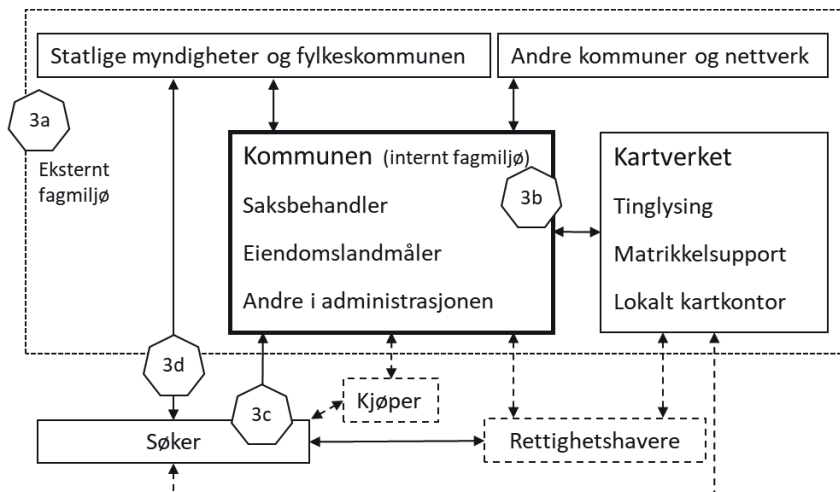 Statlige myndigheter og fylkeskommunen
Andre kommuner og nettverk
3a
Eksternt
fagmiljø
Kommunen (internt fagmiljø)
3b
Saksbehandler
Eiendomslandmåler
Andre i administrasjonen
Kartverket
Tinglysing
Matrikkelsupport
Lokalt kartkontor
3d
3c
Kjøper
Søker
Rettighetshavere